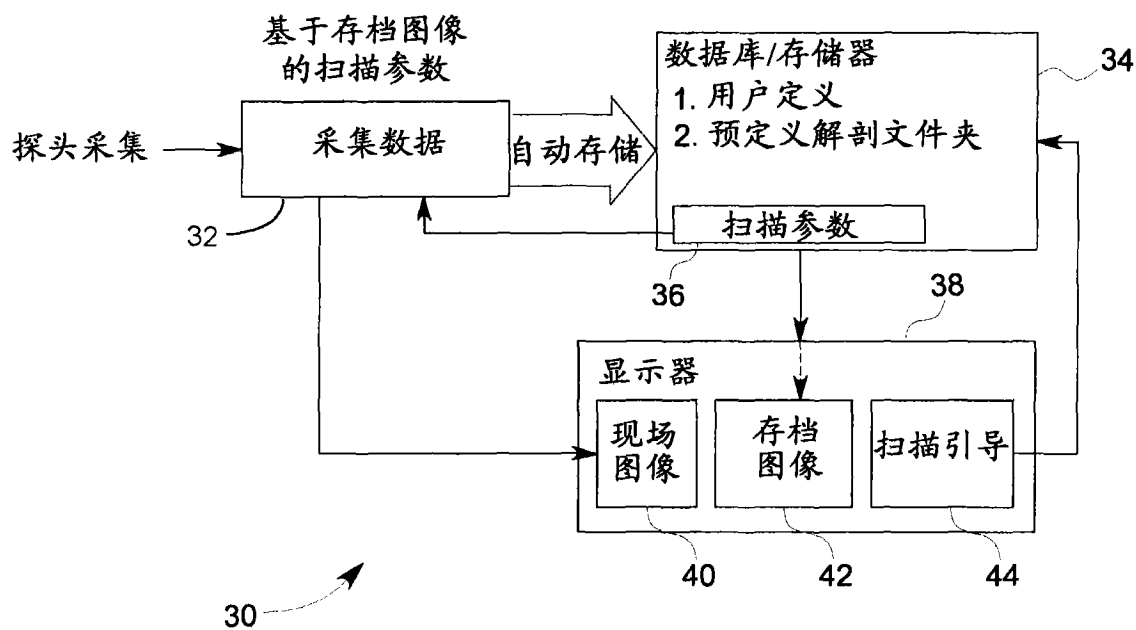 基于存档图像
的扫描参数
数据库/存储器
1. 用户定义
2. 预定义解剖文件夹
34
探头采集
采集数据
自动存储
32
扫描参数
36
38
显示器
现场
图像
存档
图像
扫描引导
40
42
44
30